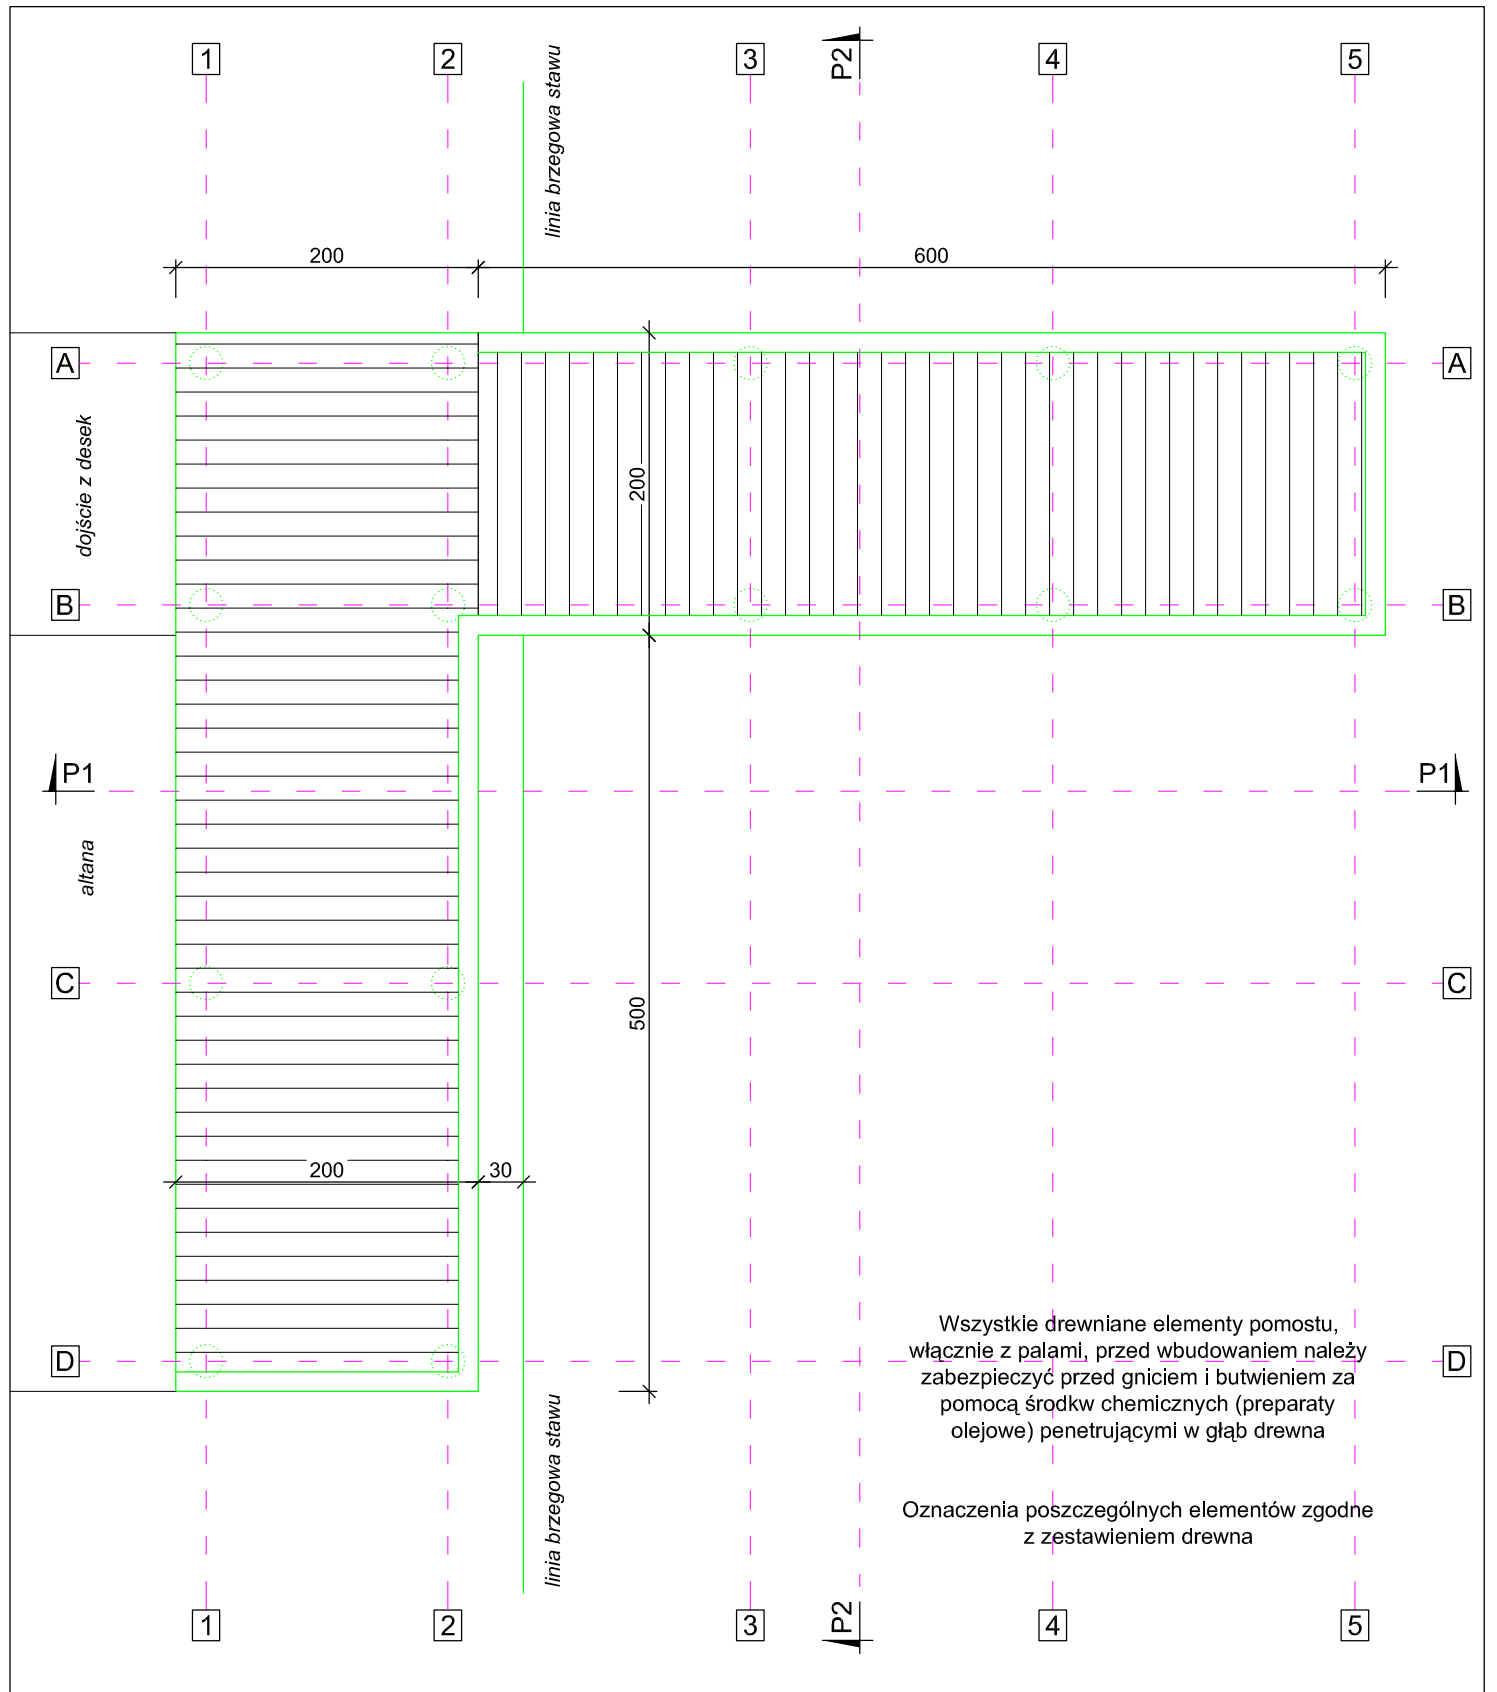 1
2
3
P2
4
5
linia brzegowa stawu
200
600
A
A
dojście z desek
200
B
B
P1
P1
altana
C
C
500
200
30
Wszystkie drewniane elementy pomostu,
włącznie z palami, przed wbudowaniem należy
zabezpieczyć przed gniciem i butwieniem za
pomocą środkw chemicznych (preparaty
olejowe) penetrującymi w głąb drewna
D
D
linia brzegowa stawu
Oznaczenia poszczególnych elementów zgodne
z zestawieniem drewna
1
2
3
P2
4
5